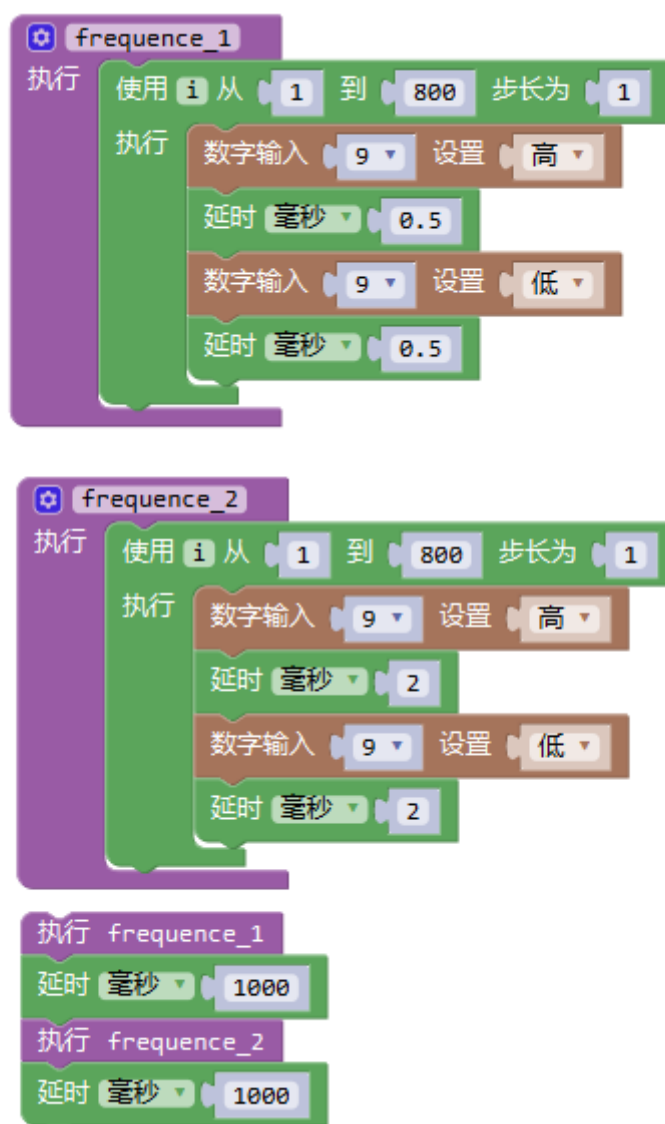 frequence_1
执行 使用 i 从 1 到 800 步长为 1
执行 数字输入 9 设置 高
延时 毫秒 0.5
数字输入 9 设置 低
延时 毫秒 0.5
frequence_2
执行 使用 i 从 1 到 800 步长为 1
执行 数字输入 9 设置 高
延时 毫秒 2
数字输入 9 设置 低
延时 毫秒 2
执行 frequence_1
延时 毫秒 1000
执行 frequence_2
延时 毫秒 1000